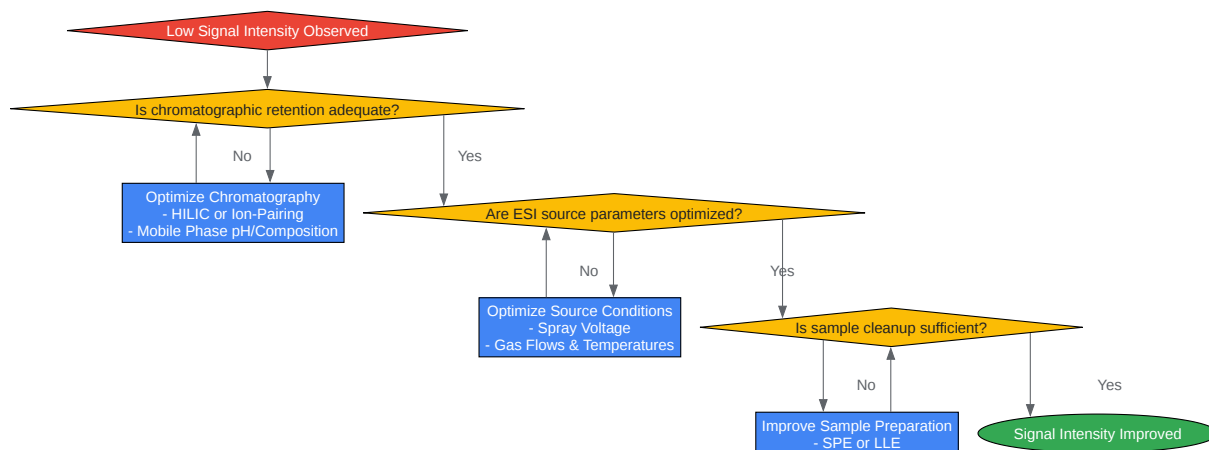 Low Signal Intensity Observed
Is chromatographic retention adequate?
No
Yes
Optimize Chromatography
- HILIC or Ion-Pairing
- Mobile Phase pH/Composition
Are ESI source parameters optimized?
No
Yes
Optimize Source Conditions
- Spray Voltage
- Gas Flows & Temperatures
Is sample cleanup sufficient?
No
Yes
Improve Sample Preparation
- SPE or LLE
Signal Intensity Improved